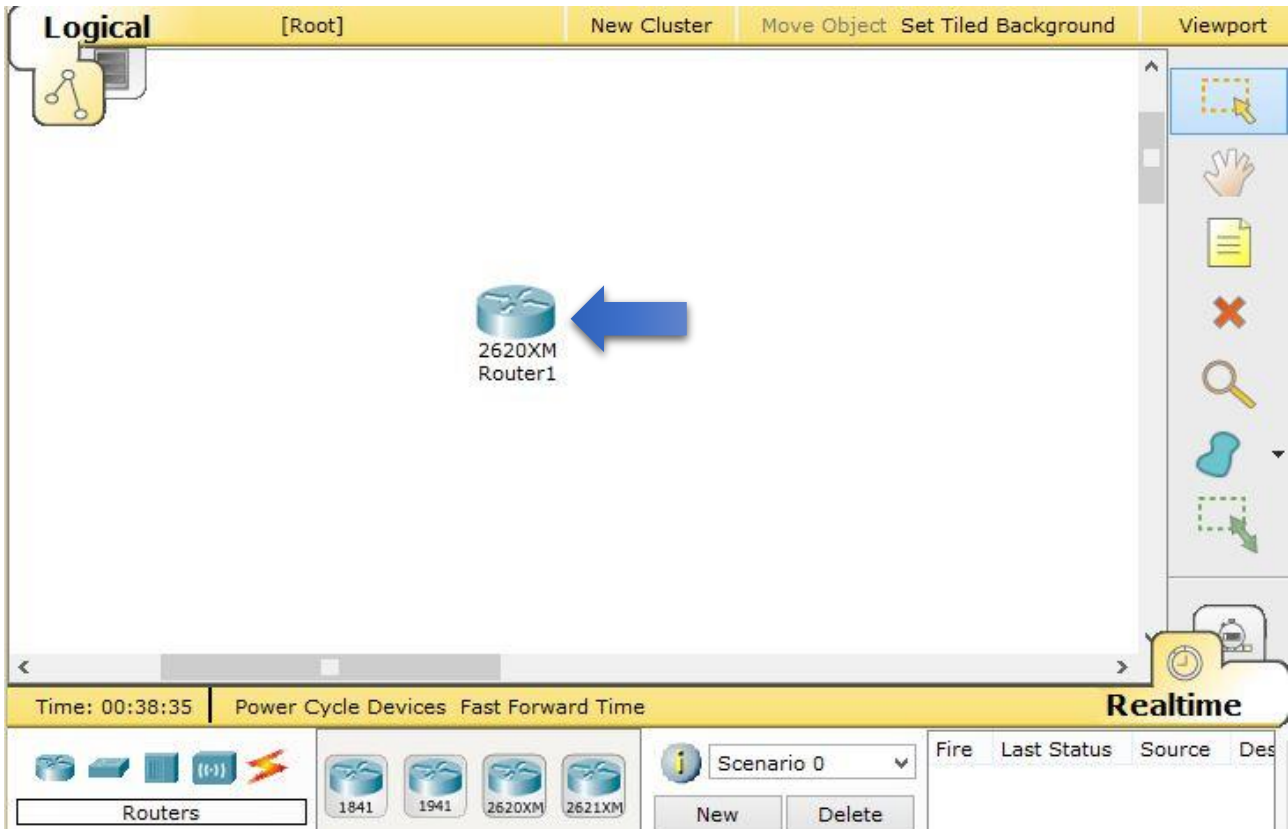 Logical [Root] New Cluster Move Object Set Tiled Background Viewport
2620XM
Router1
Time: 00:38:35 Power Cycle Devices Fast Forward Time Realtime
Routers
1841 1941 2620XM 2621XM
i Scenario 0
New Delete
Fire Last Status Source Des